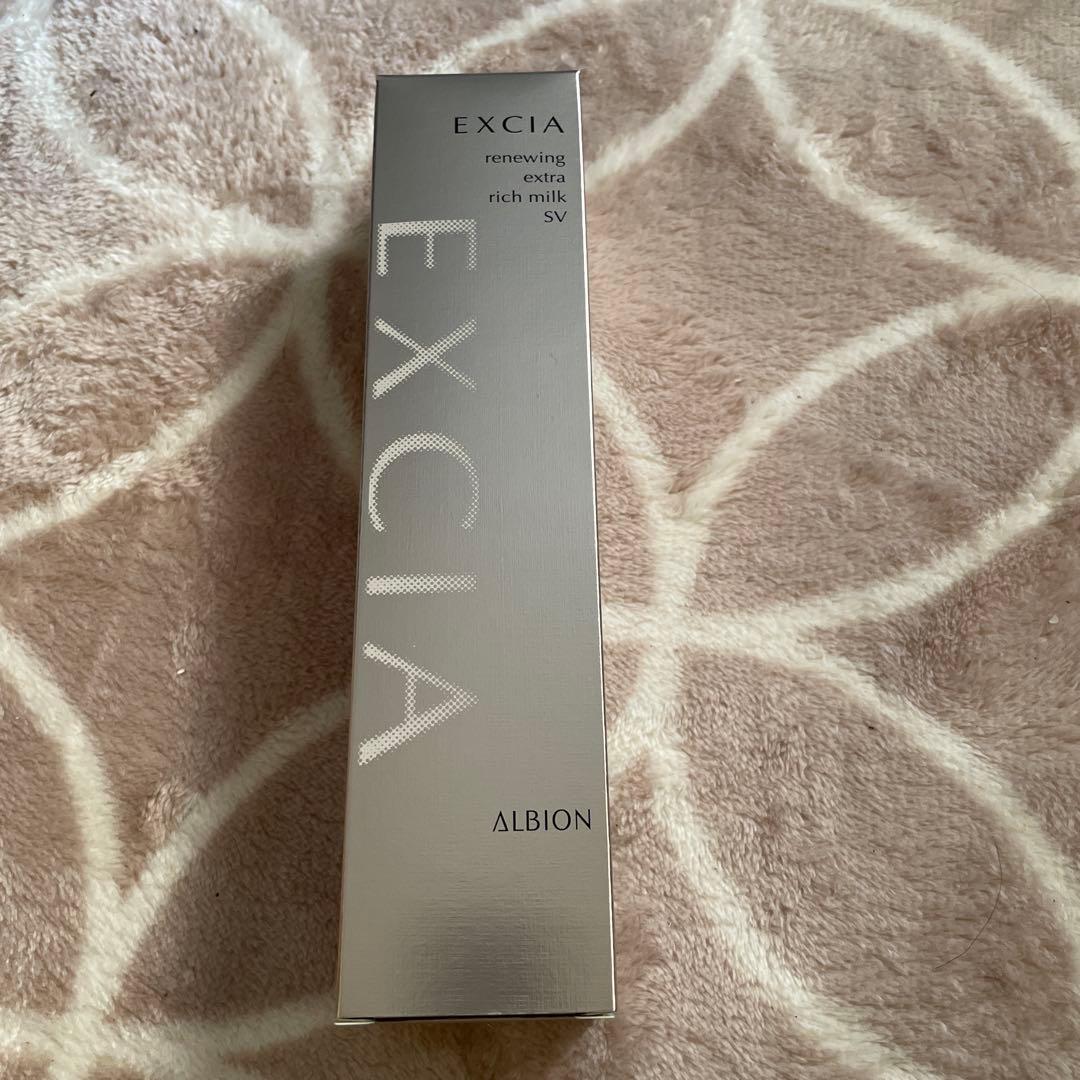 EXCIA
renewing
extra
rich milk
SV
EXCIA
ALBION